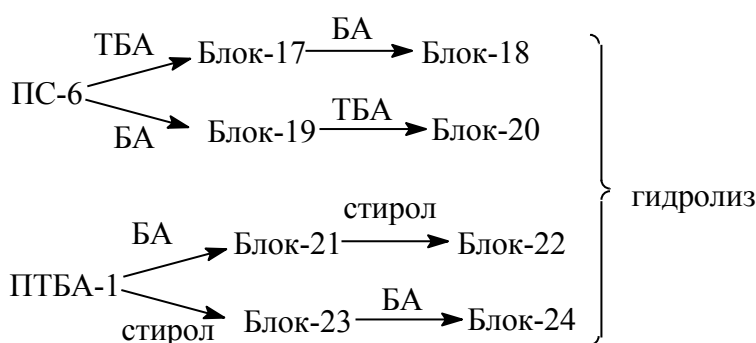 ТБА
Блок-17
БА
Блок-18
ПС-6
БА
Блок-19
ТБА
Блок-20
гидролиз
БА
Блок-21
стирол
Блок-22
ПТБА-1
стирол
Блок-23
БА
Блок-24